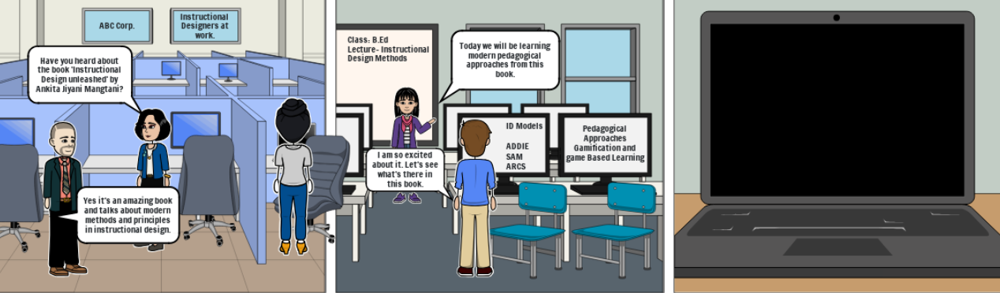 ABC Corp.
Instructional
Designers at
work.
Have you heard about
the book 'Instructional
Design unleashed' by
Ankita Jiyani Mangtani?
Yes it's an amazing book
and talks about modern
methods and principles
in instructional design.
Class: B.Ed
Lecture- Instructional
Design Methods
Today we will be learning
modern pedagogical
approaches from this
book.
I am so excited
about it. Let's see
what's there in
this book.
ID Models
ADDIE
SAM
ARCS
Pedagogical
Approaches
Gamification and
game Based Learning